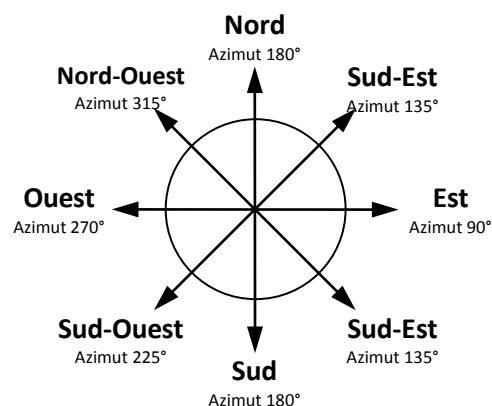 Nord
Azimut 180°
Nord-Ouest
Azimut 315°
Sud-Est
Azimut 135°
Ouest
Azimut 270°
Est
Azimut 90°
Sud-Ouest
Azimut 225°
Sud-Est
Azimut 135°
Sud
Azimut 180°